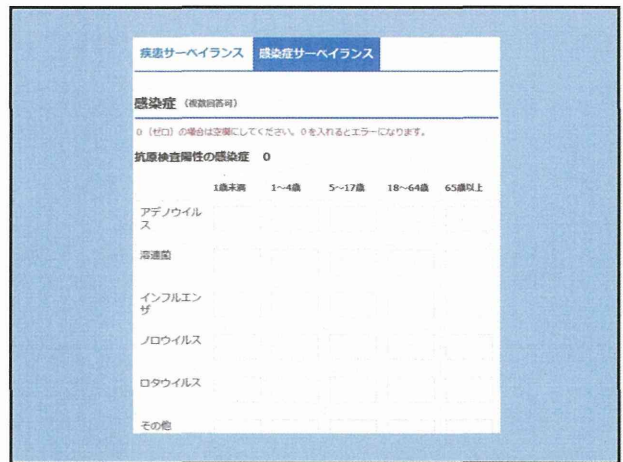 疾患サーベイランス 感染症サーベイランス
感染症 (複数回答可)
0 (ゼロ) の場合は空欄にしてください。0を入れるとエラーになります。
抗原検査陽性の感染症 0
1歳未満 1~4歳 5~17歳 18~64歳 65歳以上
アデノウイル
ス
溶連菌
インフルエン
ザ
ノロウイルス
ロタウイルス
その他